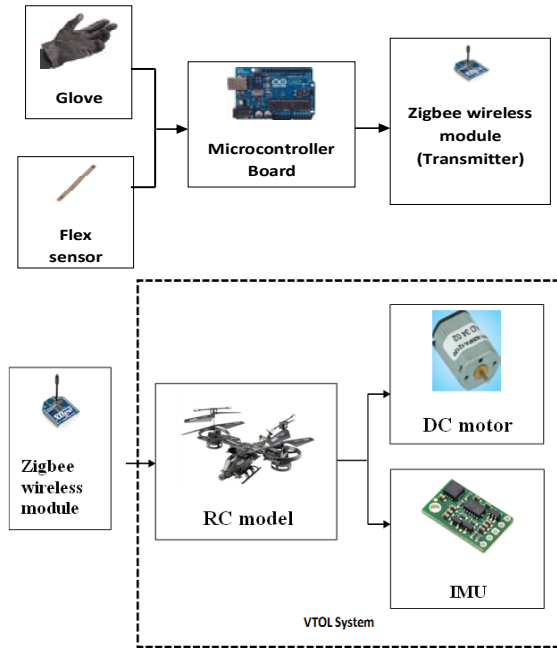 Glove
Flex
sensor
Microcontroller
Board
Zigbee wireless
module
(Transmitter)
Zigbee
wireless
module
RC model
DC motor
IMU
VTOL System